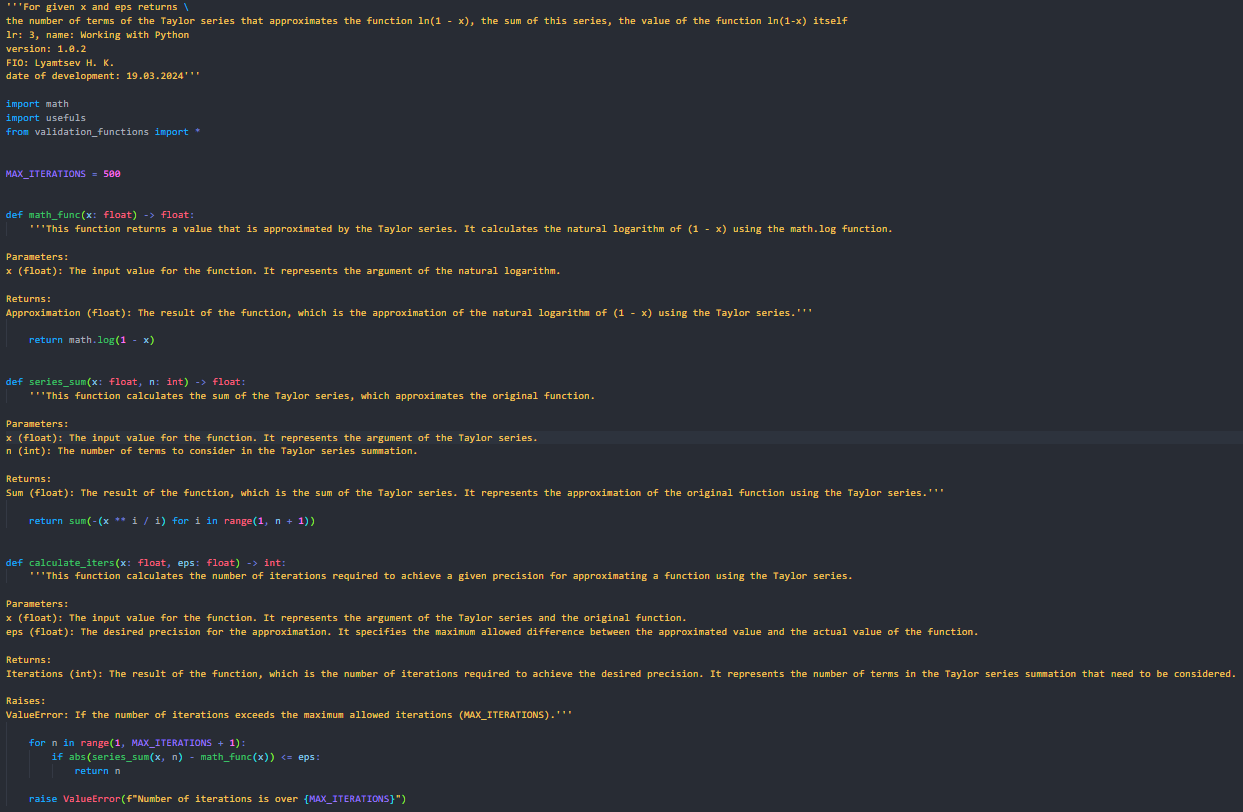 '''For given x and eps returns \
the number of terms of the Taylor series that approximates the function ln(1 - x), the sum of this series, the value of the function ln(1-x) itself
lr: 3, name: Working with Python
version: 1.0.2
FIO: Lyamtsev H. K.
date of development: 19.03.2024'''

import math
import usefuls
from validation_functions import *


MAX_ITERATIONS = 500


def math_func(x: float) -> float:
    '''This function returns a value that is approximated by the Taylor series. It calculates the natural logarithm of (1 - x) using the math.log function.

Parameters:
x (float): The input value for the function. It represents the argument of the natural logarithm.

Returns:
Approximation (float): The result of the function, which is the approximation of the natural logarithm of (1 - x) using the Taylor series.'''

    return math.log(1 - x)


def series_sum(x: float, n: int) -> float:
    '''This function calculates the sum of the Taylor series, which approximates the original function.

Parameters:
x (float): The input value for the function. It represents the argument of the Taylor series.
n (int): The number of terms to consider in the Taylor series summation.

Returns:
Sum (float): The result of the function, which is the sum of the Taylor series. It represents the approximation of the original function using the Taylor series.'''

    return sum(-(x ** i / i) for i in range(1, n + 1))


def calculate_iters(x: float, eps: float) -> int:
    '''This function calculates the number of iterations required to achieve a given precision for approximating a function using the Taylor series.

Parameters:
x (float): The input value for the function. It represents the argument of the Taylor series and the original function.
eps (float): The desired precision for the approximation. It specifies the maximum allowed difference between the approximated value and the actual value of the function.

Returns:
Iterations (int): The result of the function, which is the number of iterations required to achieve the desired precision. It represents the number of terms in the Taylor series summation that need to be considered.

Raises:
ValueError: If the number of iterations exceeds the maximum allowed iterations (MAX_ITERATIONS).'''

    for n in range(1, MAX_ITERATIONS + 1):
        if abs(series_sum(x, n) - math_func(x)) <= eps:
            return n

    raise ValueError(f"Number of iterations is over {MAX_ITERATIONS}")